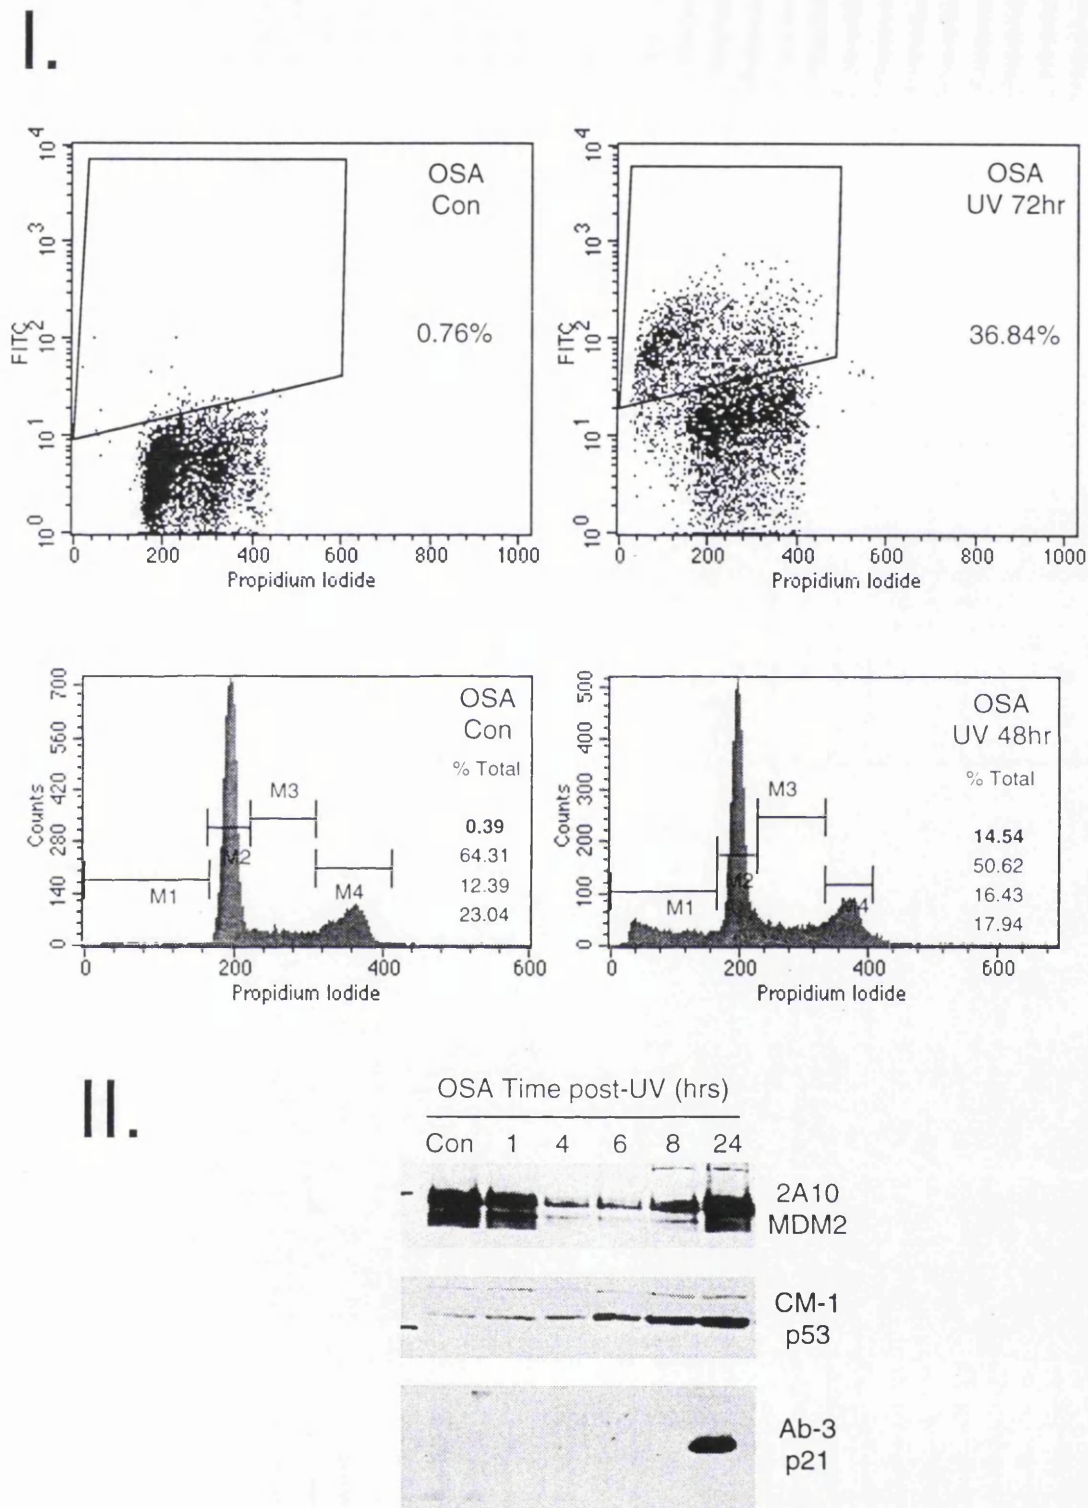 I.
10^4
10^3
10^2
10^1
10^0
FITC
OSA
Con
0.76%
0 200 400 600 800 1000
Propidium Iodide
10^4
10^3
10^2
10^1
10^0
FITC
OSA
UV 72hr
36.84%
0 200 400 600 800 1000
Propidium Iodide
700
560
420
280
140
0
Counts
M1
M2
M3
M4
OSA
Con
% Total
0.39
64.31
12.39
23.04
0 200 400 600
Propidium Iodide
500
400
300
200
100
0
Counts
M1
M2
M3
M4
OSA
UV 48hr
% Total
14.54
50.62
16.43
17.94
0 200 400 600
Propidium Iodide
II.
OSA Time post-UV (hrs)
Con 1 4 6 8 24
2A10
MDM2
CM-1
p53
Ab-3
p21